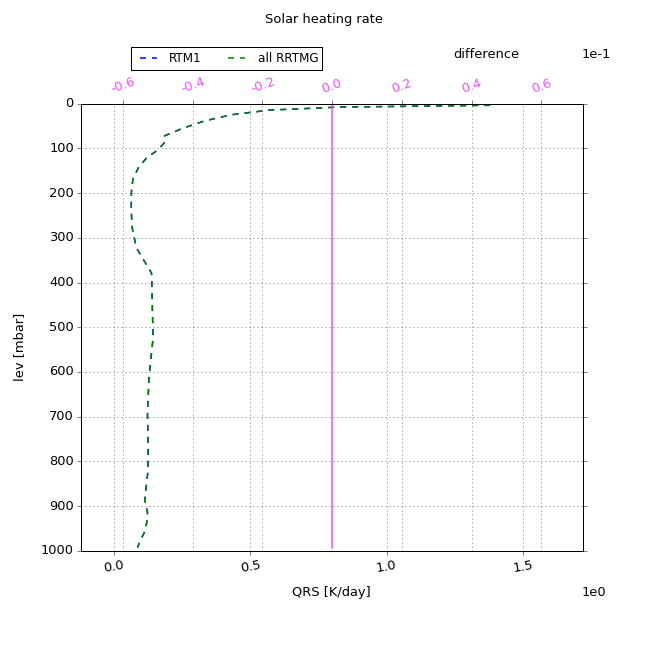 Solar heating rate
RTM1 all RRTMG
difference 1e-1
-0.6 -0.4 -0.2 0.0 0.2 0.4 0.6
0
100
200
300
400
500
600
700
800
900
1000
lev [mbar]
0.0 0.5 1.0 1.5
QRS [K/day] 1e0